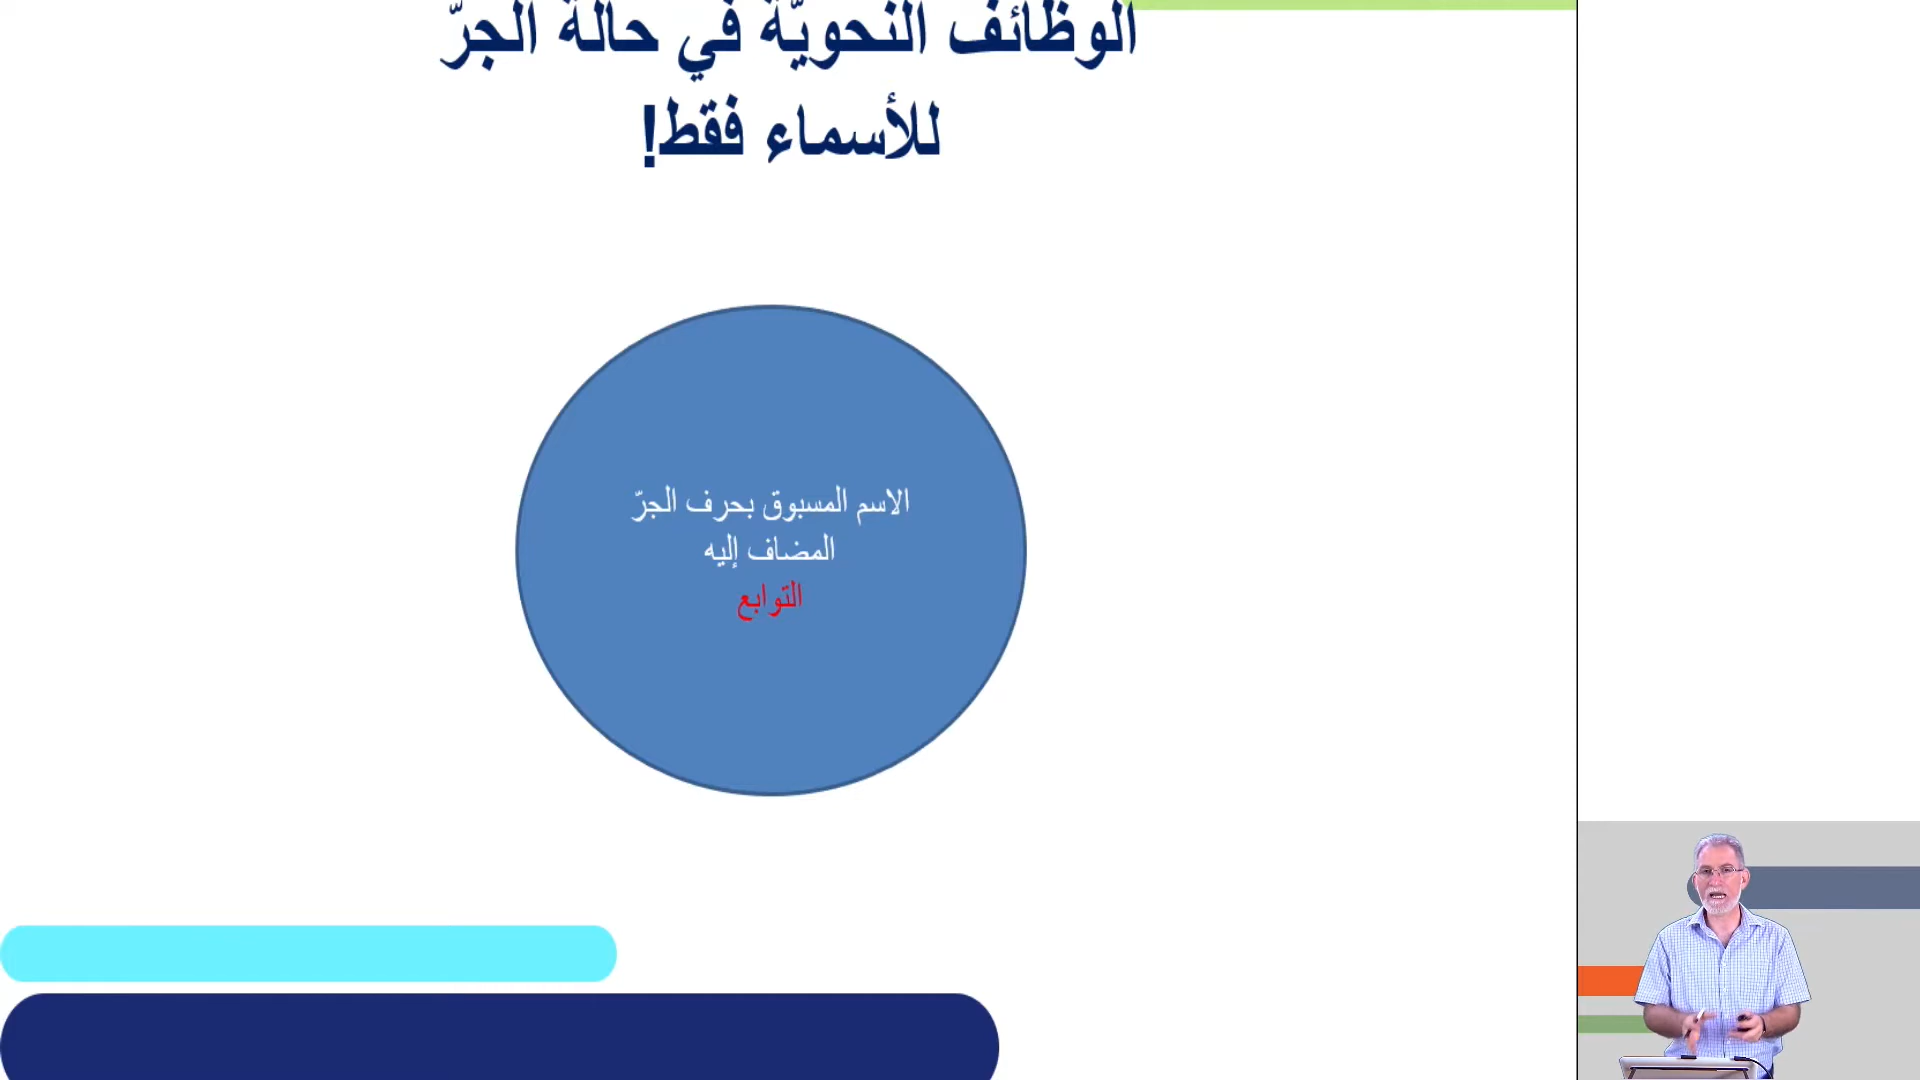 الوظائف النحويّة في حالة الجرّ
للأسماء فقط!
الاسم المسبوق بحرف الجرّ
المضاف إليه
التوابع